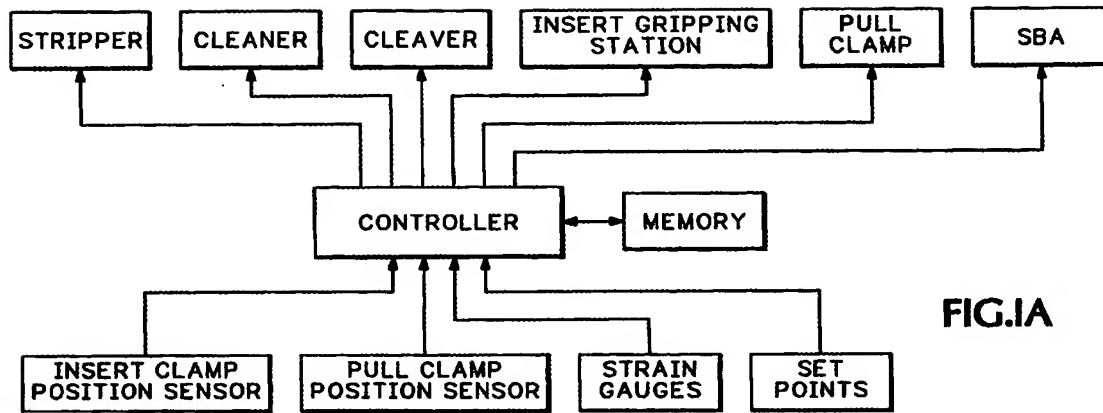 STRIPPER
CLEANER
CLEAVER
INSERT GRIPPING
STATION
PULL
CLAMP
SBA
CONTROLLER
MEMORY
FIG.1A
INSERT CLAMP
POSITION SENSOR
PULL CLAMP
POSITION SENSOR
STRAIN
GAUGES
SET
POINTS